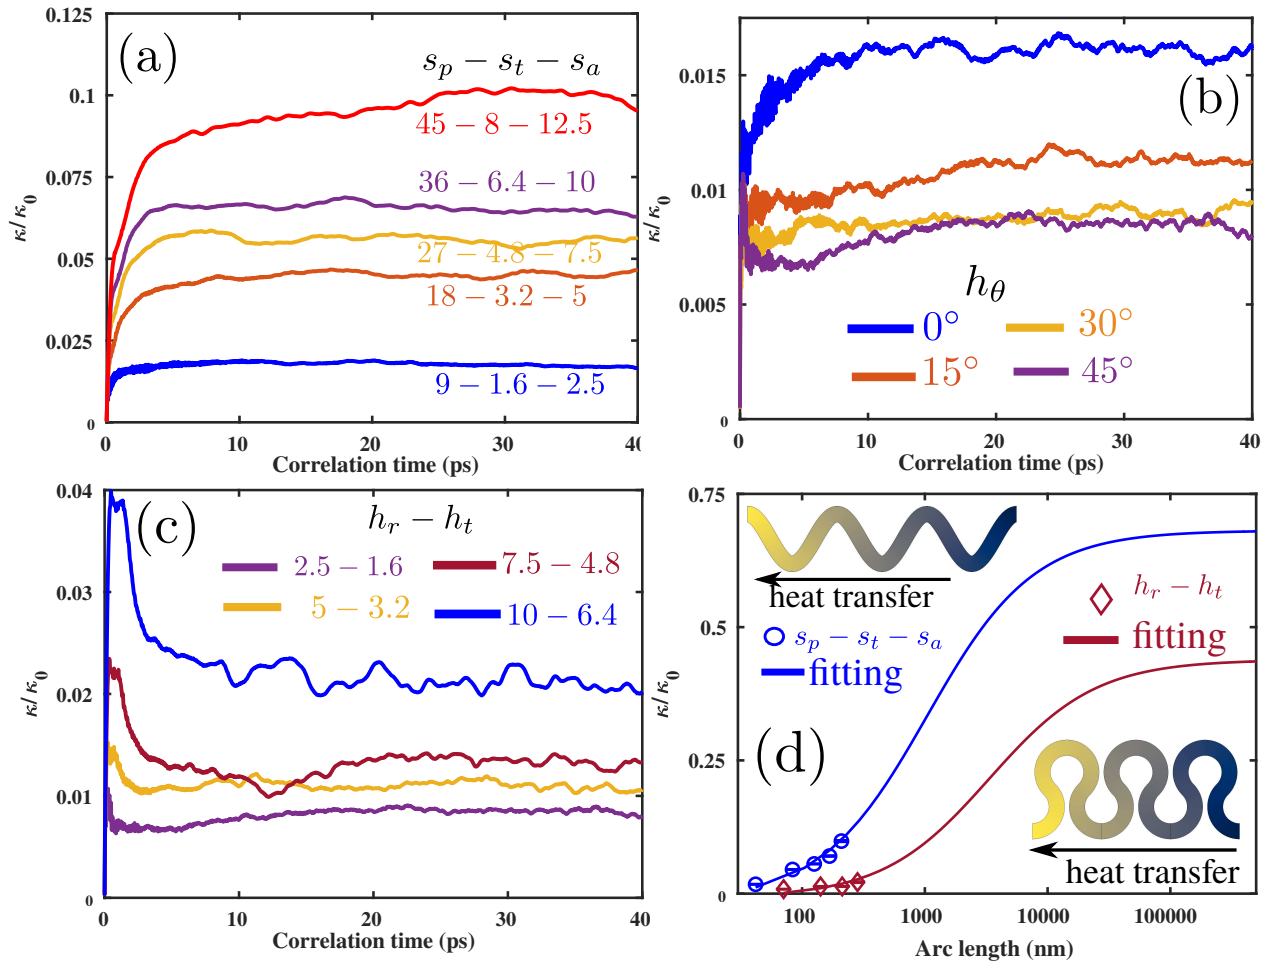 (a)
s_p − s_t − s_a
45 − 8 − 12.5
36 − 6.4 − 10
27 − 4.8 − 7.5
18 − 3.2 − 5
9 − 1.6 − 2.5
κ/κ_0
0.125
0.1
0.075
0.05
0.025
0
0 10 20 30 40
Correlation time (ps)
(b)
h_θ
0° 30°
15° 45°
κ/κ_0
0.015
0.01
0.005
0
0 10 20 30 40
Correlation time (ps)
(c)
h_r − h_t
2.5 − 1.6 7.5 − 4.8
5 − 3.2 10 − 6.4
κ/κ_0
0.04
0.03
0.02
0.01
0
0 10 20 30 40
Correlation time (ps)
(d)
heat transfer
s_p − s_t − s_a
fitting
h_r − h_t
fitting
heat transfer
κ/κ_0
0.75
0.5
0.25
0
100 1000 10000 100000
Arc length (nm)